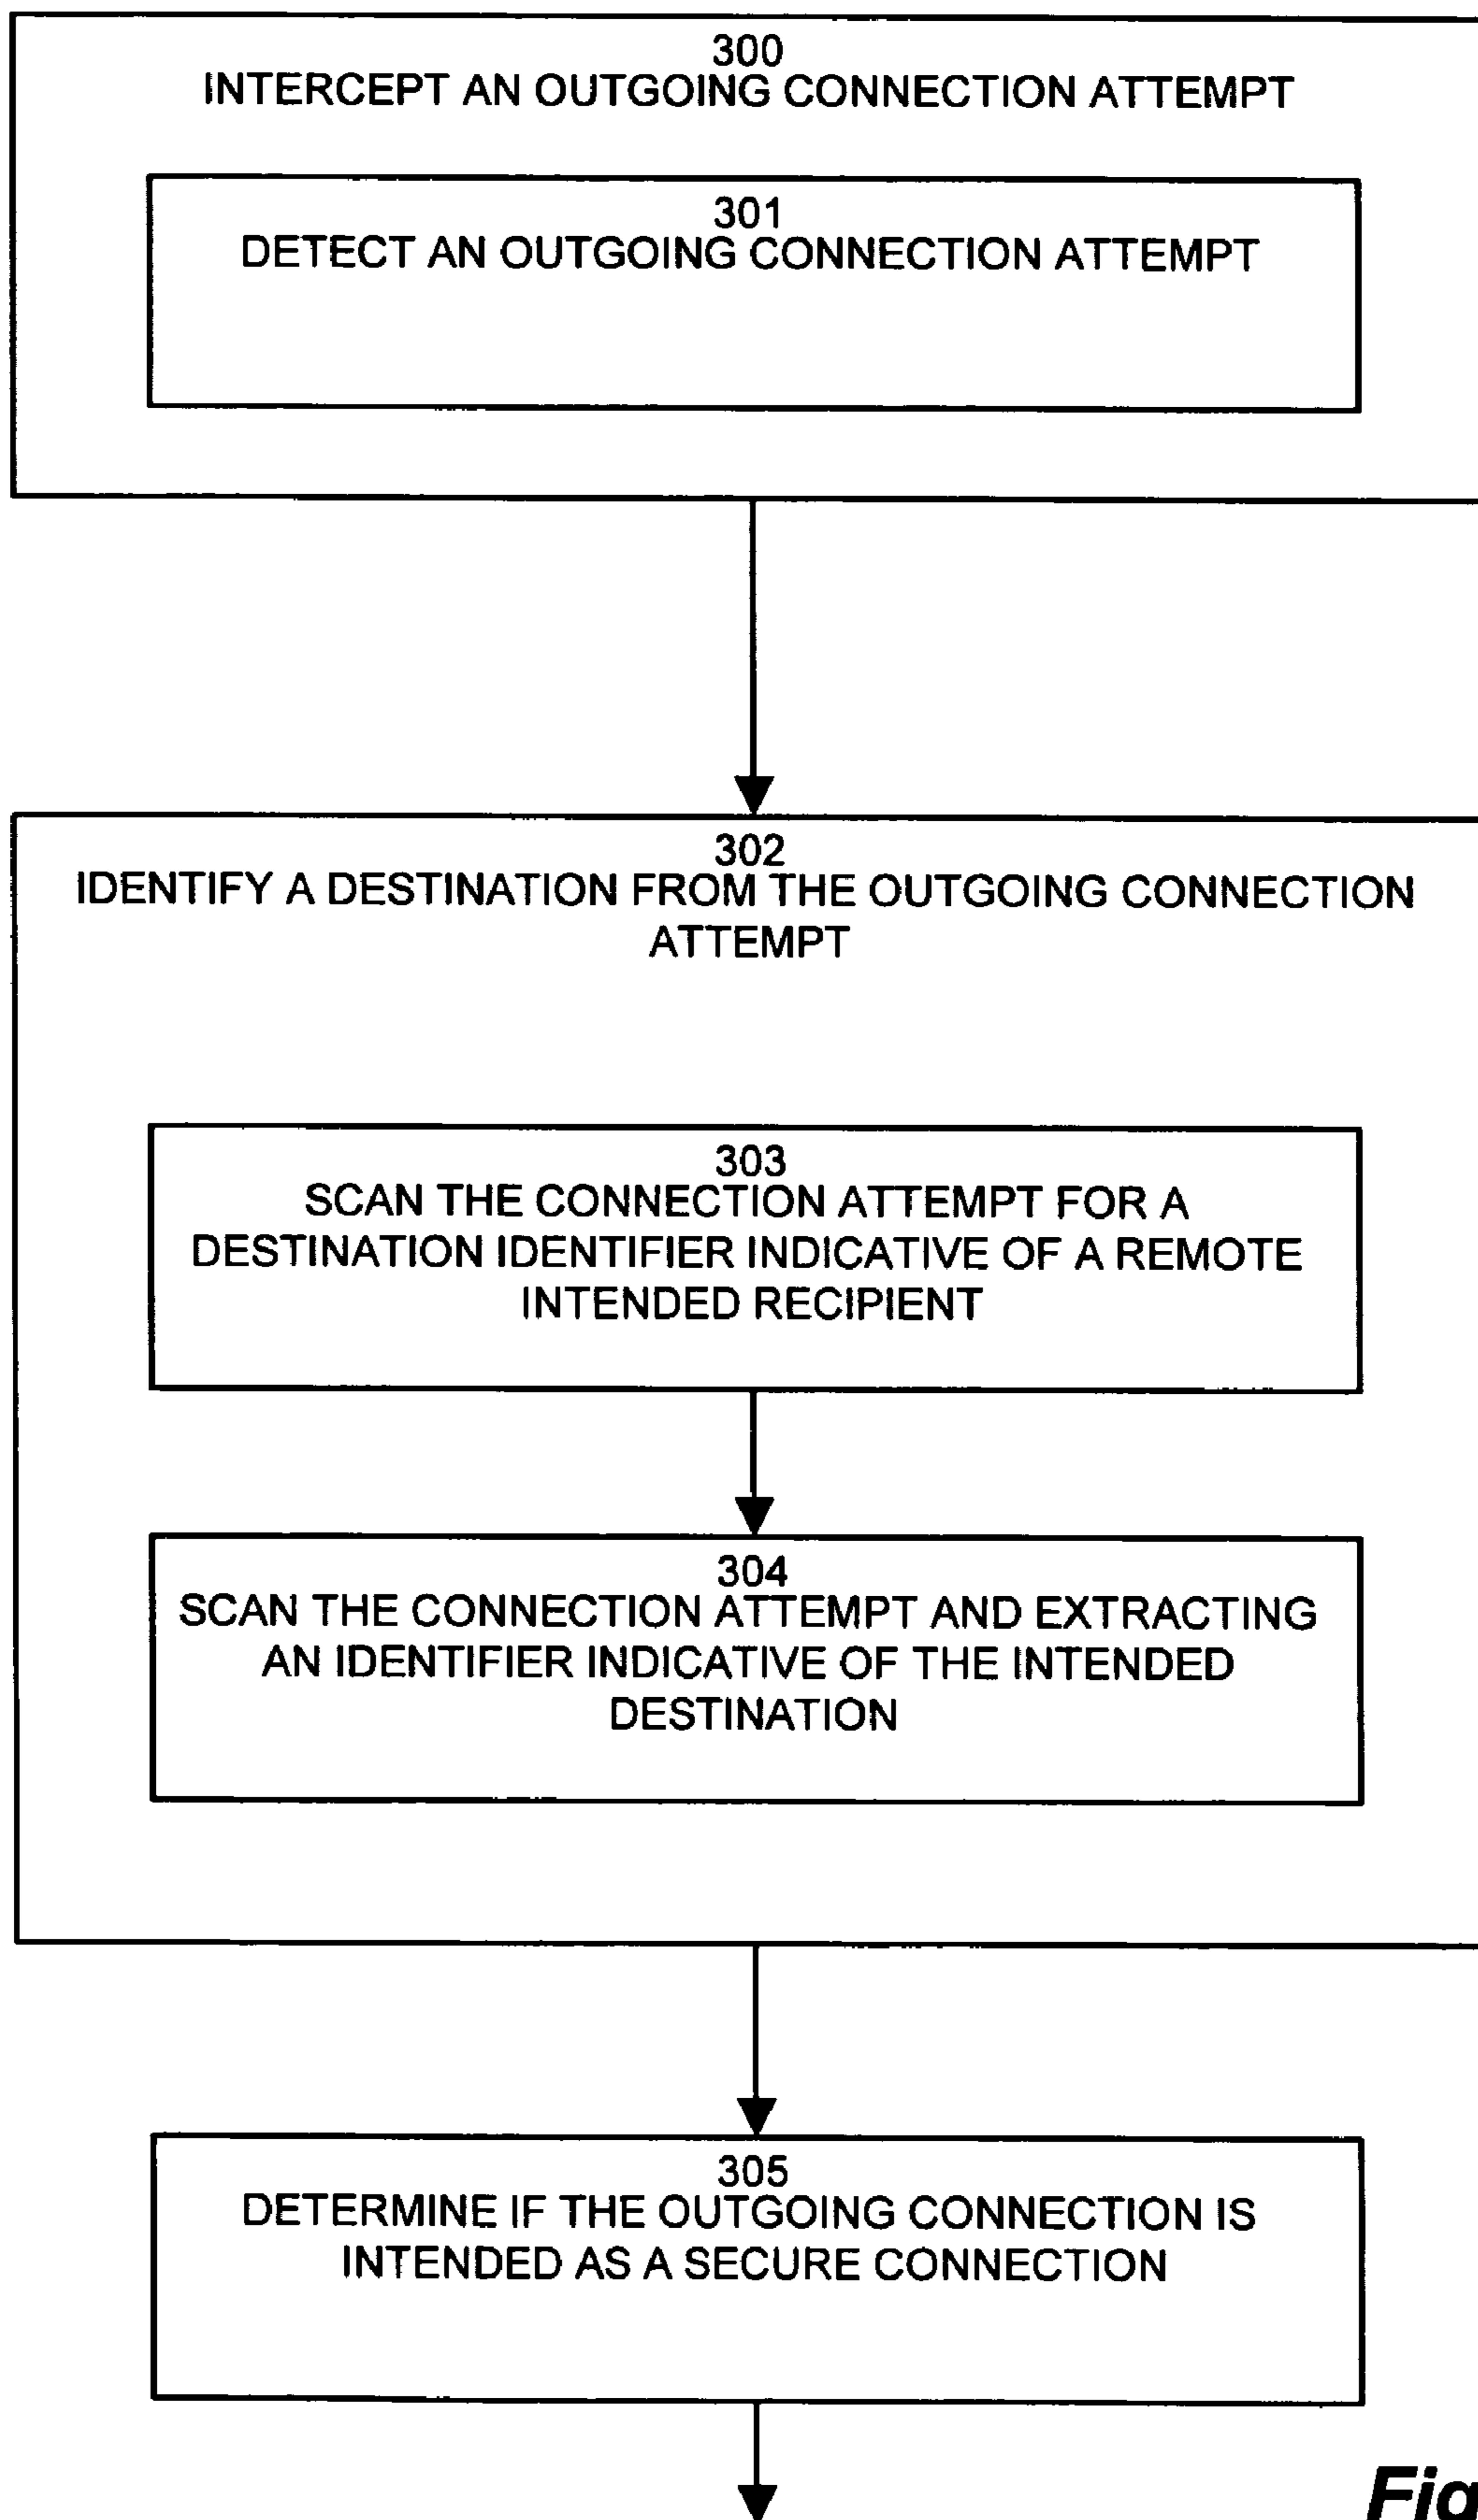 300
INTERCEPT AN OUTGOING CONNECTION ATTEMPT
301
DETECT AN OUTGOING CONNECTION ATTEMPT
302
IDENTIFY A DESTINATION FROM THE OUTGOING CONNECTION
ATTEMPT
303
SCAN THE CONNECTION ATTEMPT FOR A
DESTINATION IDENTIFIER INDICATIVE OF A REMOTE
INTENDED RECIPIENT
304
SCAN THE CONNECTION ATTEMPT AND EXTRACTING
AN IDENTIFIER INDICATIVE OF THE INTENDED
DESTINATION
305
DETERMINE IF THE OUTGOING CONNECTION IS
INTENDED AS A SECURE CONNECTION
Fig